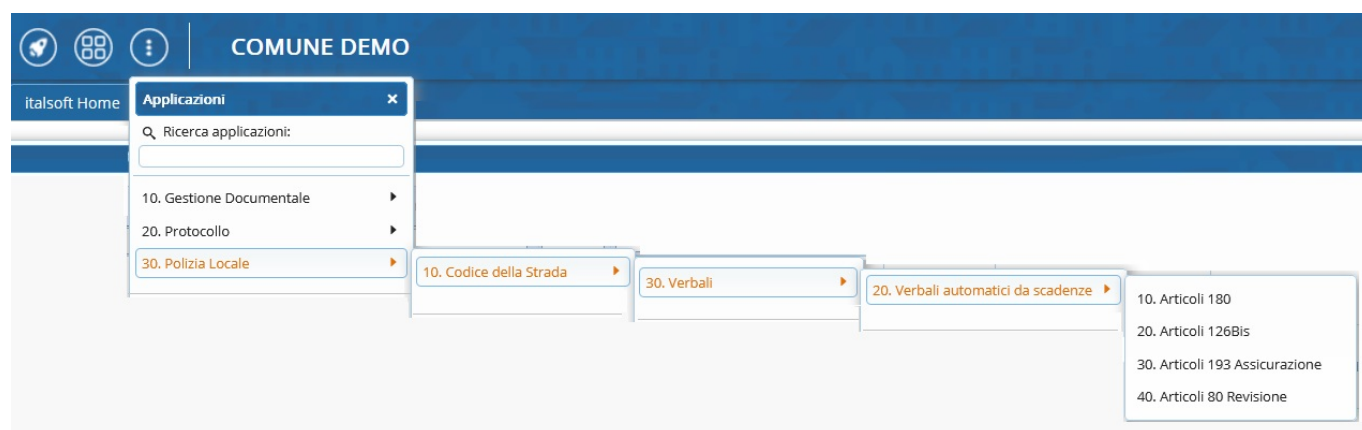 COMUNE DEMO
italsoft Home
Applicazioni
Ricerca applicazioni:
10. Gestione Documentale
20. Protocollo
30. Polizia Locale
10. Codice della Strada
30. Verbali
20. Verbali automatici da scadenze
10. Articoli 180
20. Articoli 126Bis
30. Articoli 193 Assicurazione
40. Articoli 80 Revisione